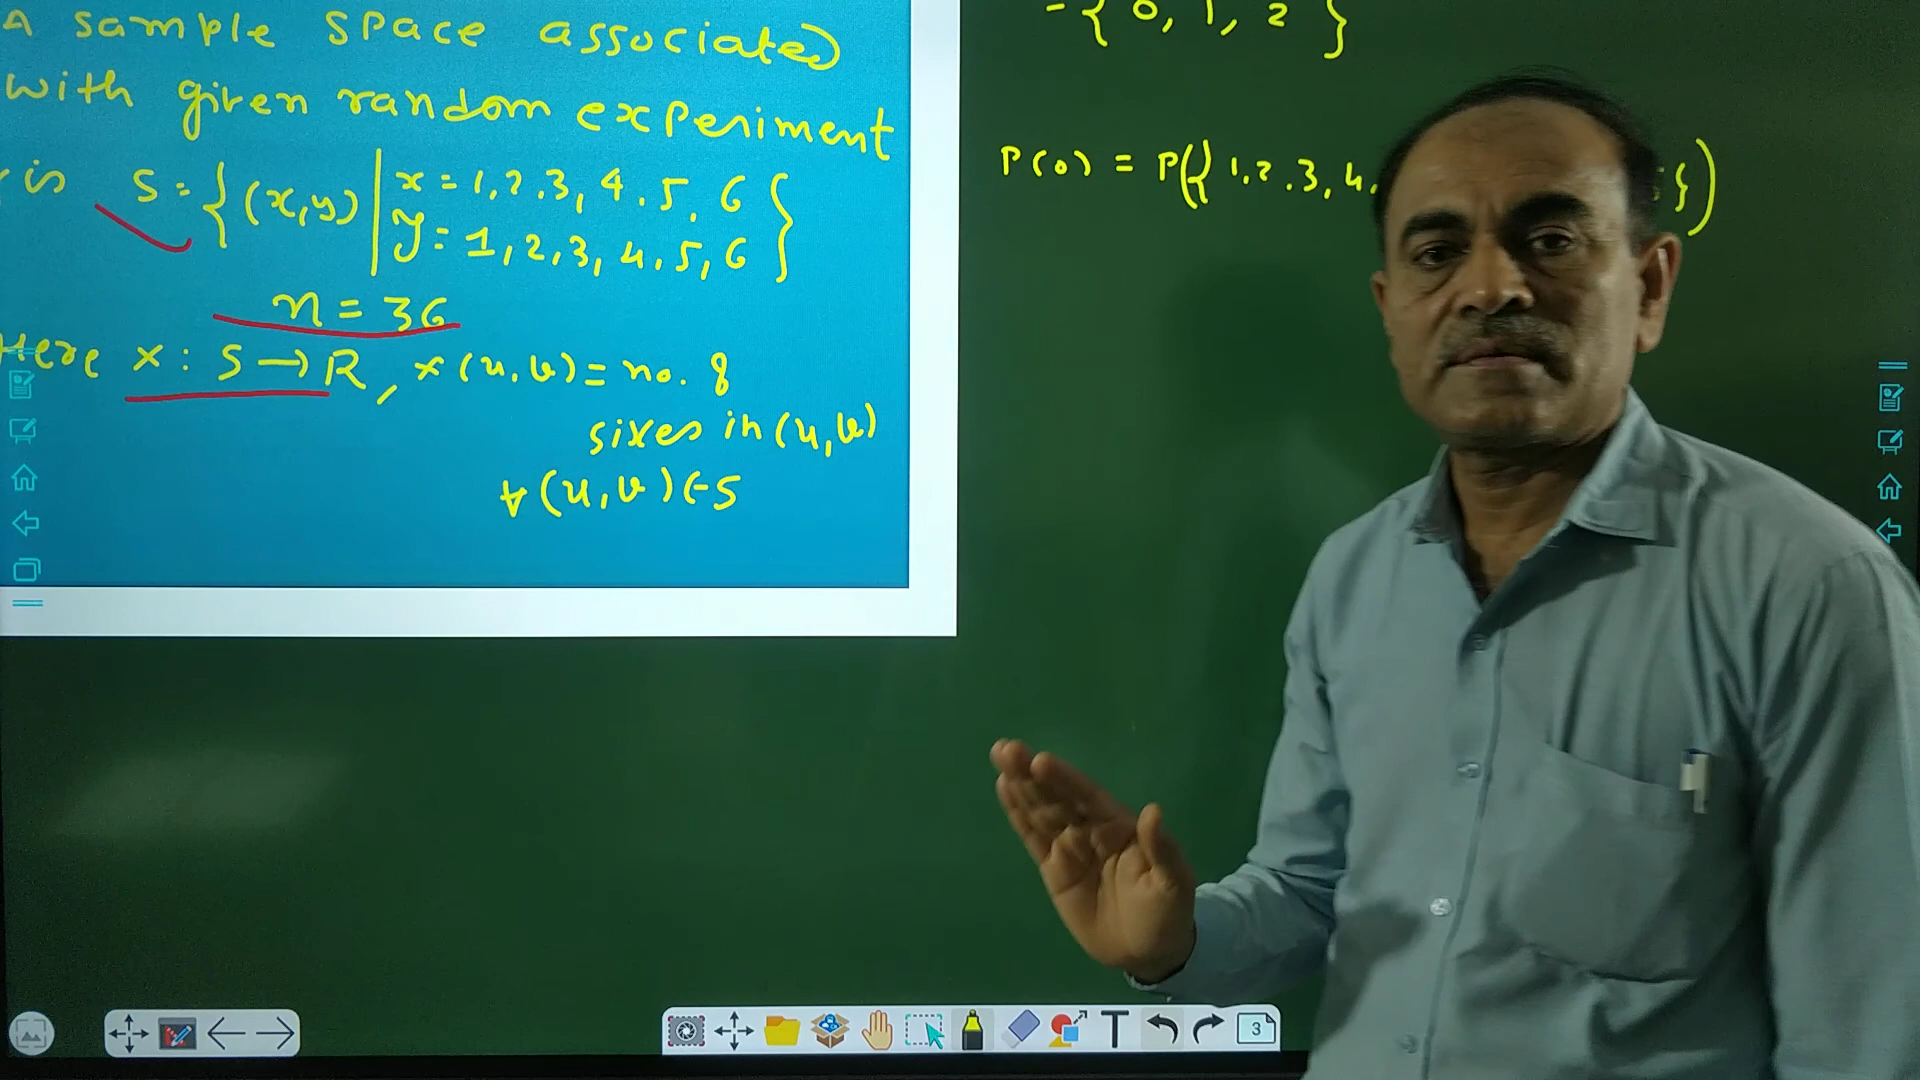 A sample space associated
with given random experiment
is S = {(x,y) | x = 1,2.3, 4.5, 6
y = 1,2,3, 4.5, 6 }
n = 36
Here x : S → R, x(u,v) = no. of
sixes in (u,v)
∀ (u,v) ∈ S
= { 0, 1, 2 }
P(0) = P({ 1,2.3, 4. })
T
3